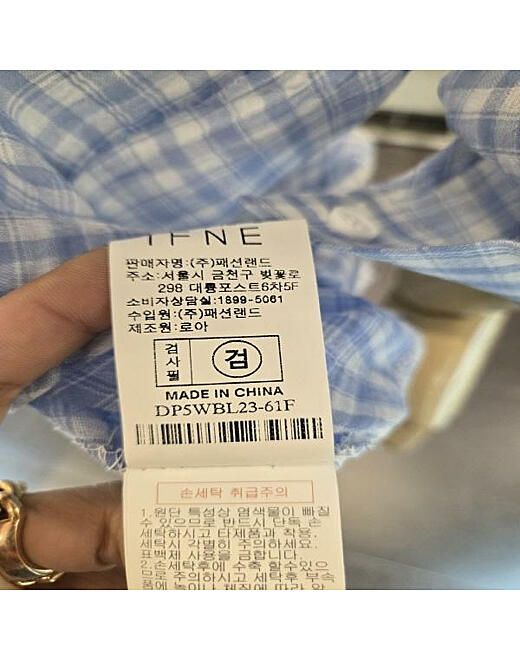 IFNE
판매자명:(주)패션랜드
주소:서울시 금천구 벚꽃로
298 대륭포스트6차5F
소비자상담실:1899-5061
수입원:(주)패션랜드
제조원:로아
검사필
검
MADE IN CHINA
DP5WBL23-61F
손세탁 취급주의
1.원단 특성상 염색물이 빠질
수 있으므로 반드시 단독 손
세탁하시고 타제품과 착용,
세탁시 각별히 주의하세요.
표백제 사용을 금합니다.
2.손세탁후에 수축 할수있으
므로 주의하시고 세탁후 부속